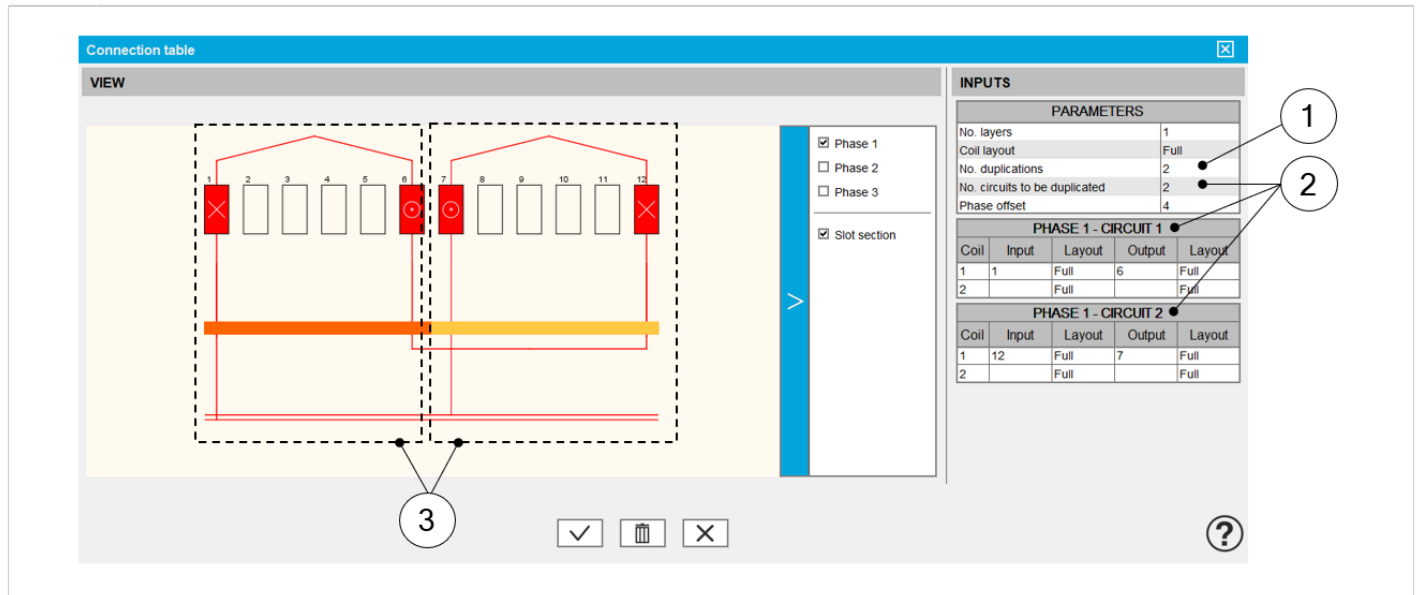 Connection table
VIEW
INPUTS
1 2 3 4 5 6 7 8 9 10 11 12
Phase 1
Phase 2
Phase 3
Slot section
>
PARAMETERS
No. layers 1
Coil layout Full
No. duplications 2
No. circuits to be duplicated 2
Phase offset 4
PHASE 1 - CIRCUIT 1
Coil Input Layout Output Layout
1 1 Full 6 Full
2 Full Full
PHASE 1 - CIRCUIT 2
Coil Input Layout Output Layout
1 12 Full 7 Full
2 Full Full
1
2
3
?